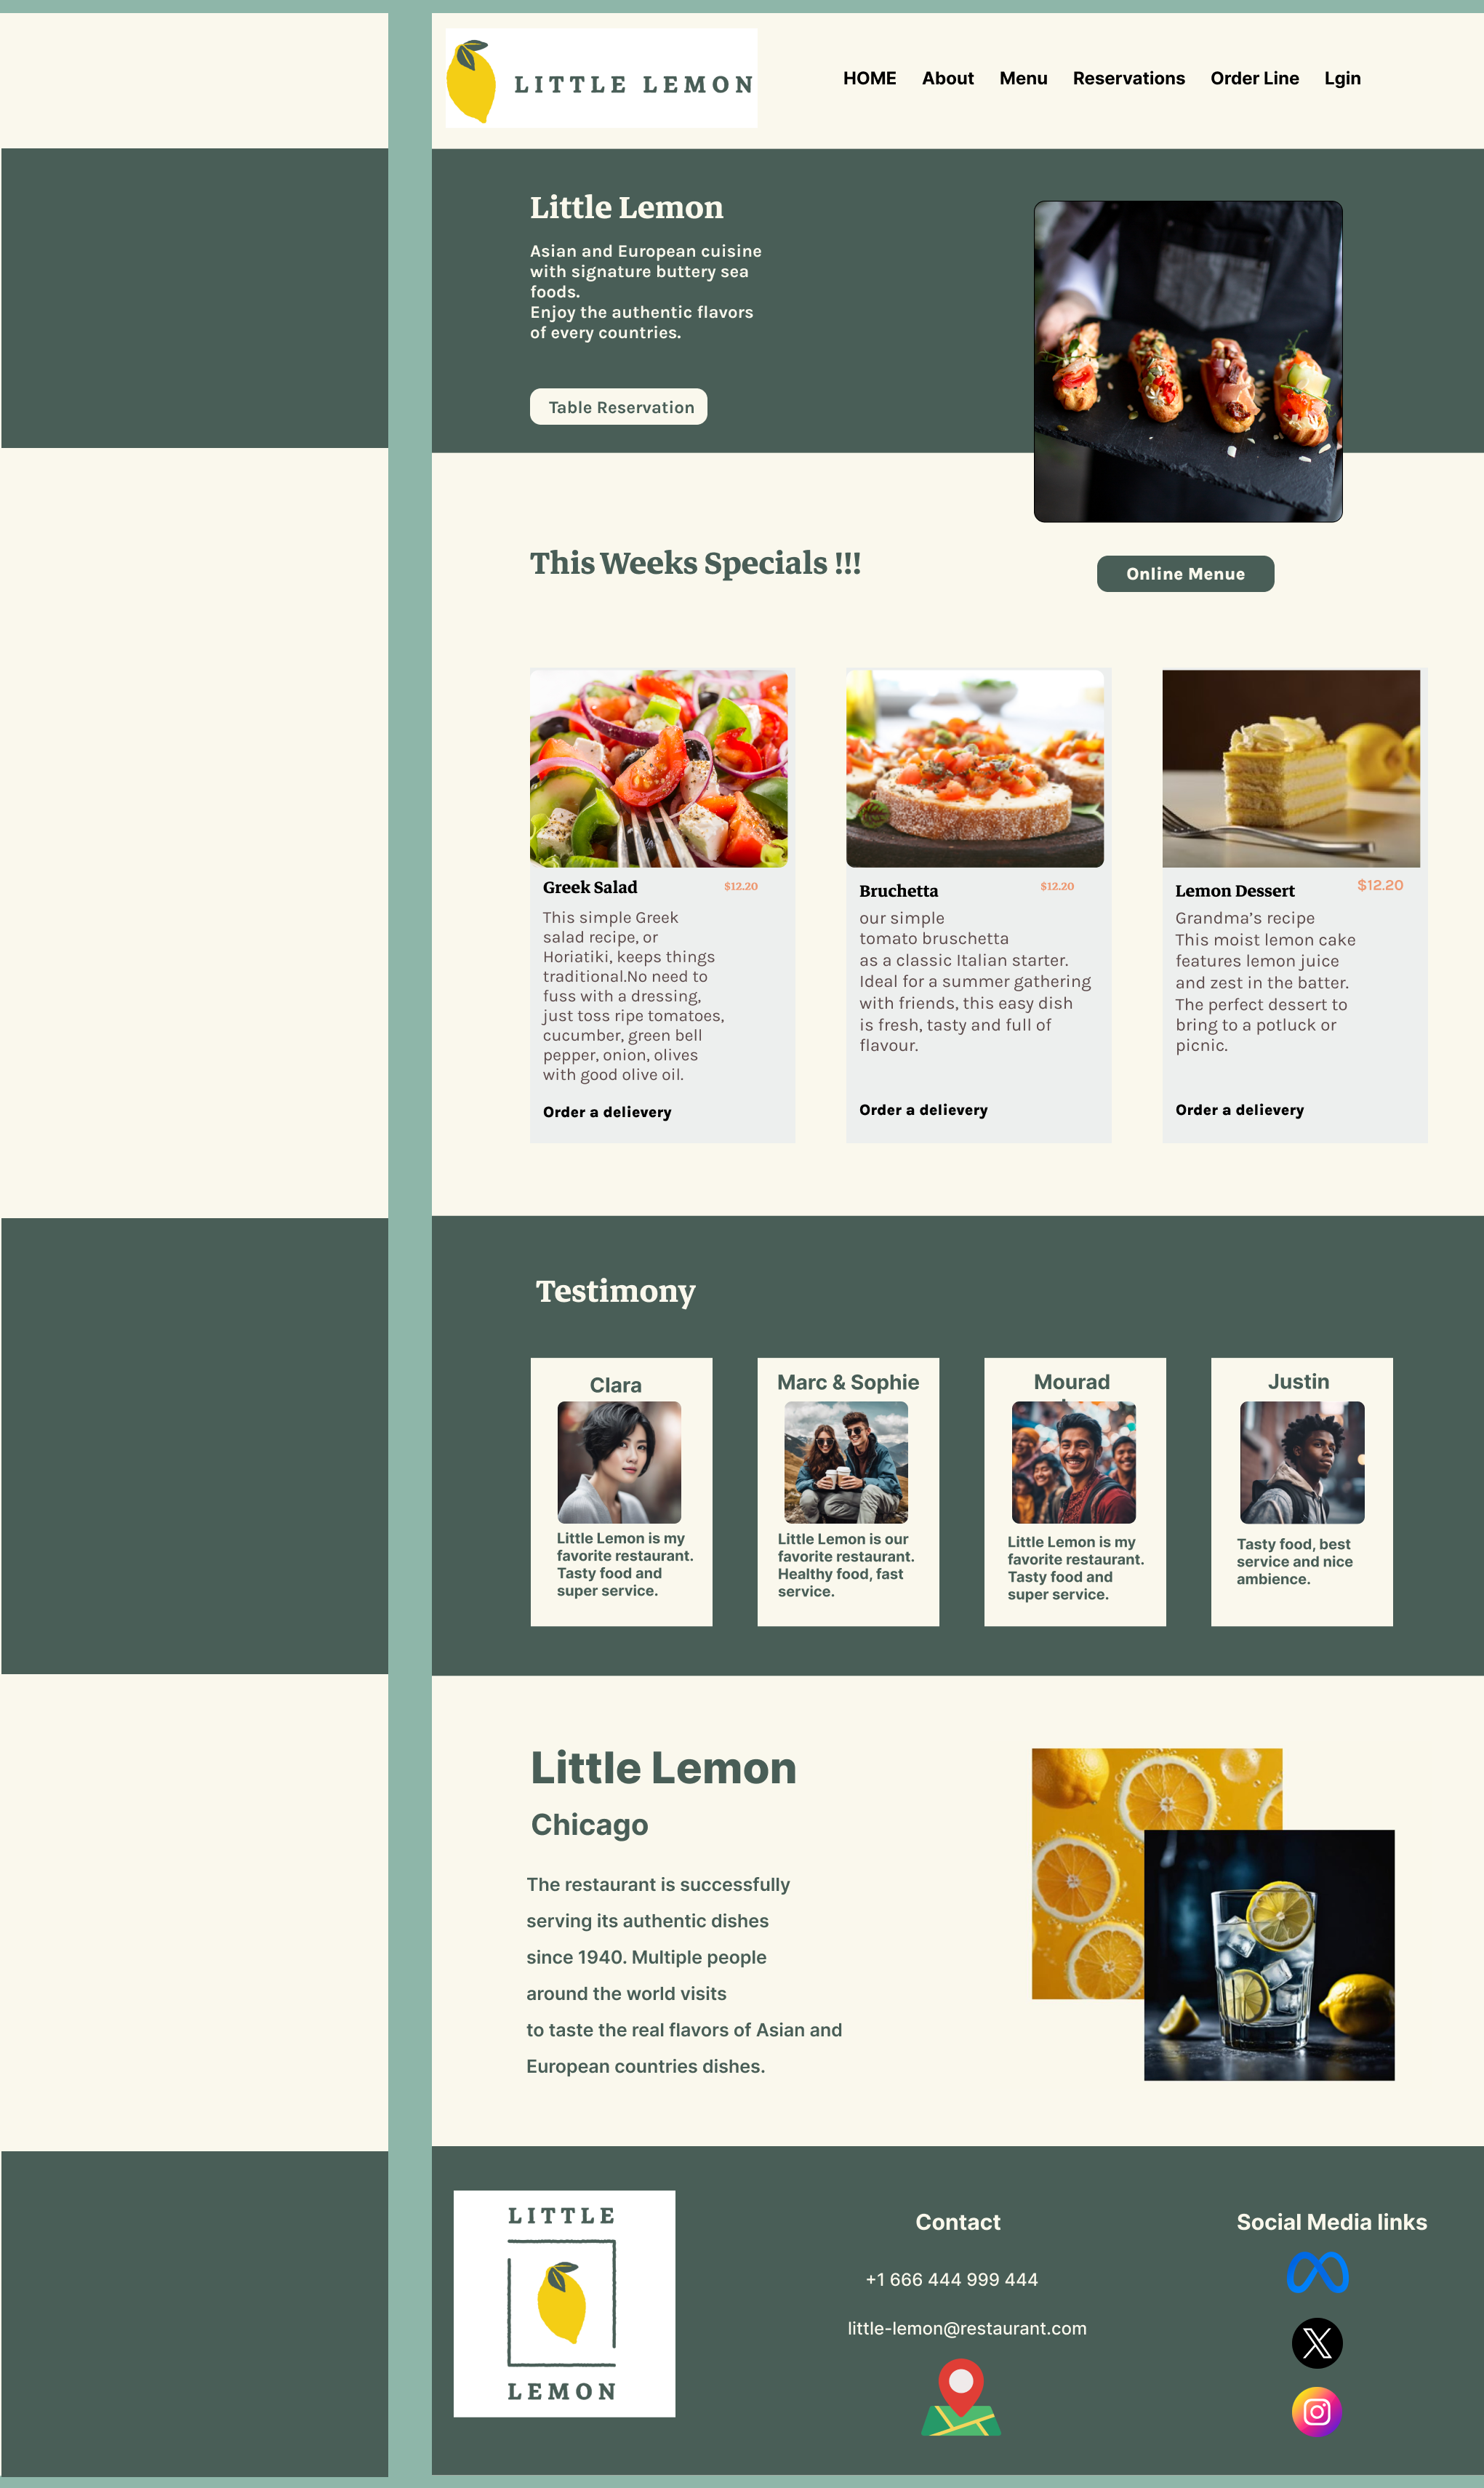 LITTLE LEMON
HOME About Menu Reservations Order Line Lgin
Little Lemon
Asian and European cuisine
with signature buttery sea
foods.
Enjoy the authentic flavors
of every countries.
Table Reservation
This Weeks Specials !!!
Online Menue
Greek Salad $12.20
This simple Greek
salad recipe, or
Horiatiki, keeps things
traditional.No need to
fuss with a dressing,
just toss ripe tomatoes,
cucumber, green bell
pepper, onion, olives
with good olive oil.
Order a delievery
Bruchetta $12.20
our simple
tomato bruschetta
as a classic Italian starter.
Ideal for a summer gathering
with friends, this easy dish
is fresh, tasty and full of
flavour.
Order a delievery
Lemon Dessert $12.20
Grandma’s recipe
This moist lemon cake
features lemon juice
and zest in the batter.
The perfect dessert to
bring to a potluck or
picnic.
Order a delievery
Testimony
Clara
Little Lemon is my
favorite restaurant.
Tasty food and
super service.
Marc & Sophie
Little Lemon is our
favorite restaurant.
Healthy food, fast
service.
Mourad
Little Lemon is my
favorite restaurant.
Tasty food and
super service.
Justin
Tasty food, best
service and nice
ambience.
Little Lemon
Chicago
The restaurant is successfully
serving its authentic dishes
since 1940. Multiple people
around the world visits
to taste the real flavors of Asian and
European countries dishes.
LITTLE
LEMON
Contact
+1 666 444 999 444
little-lemon@restaurant.com
Social Media links